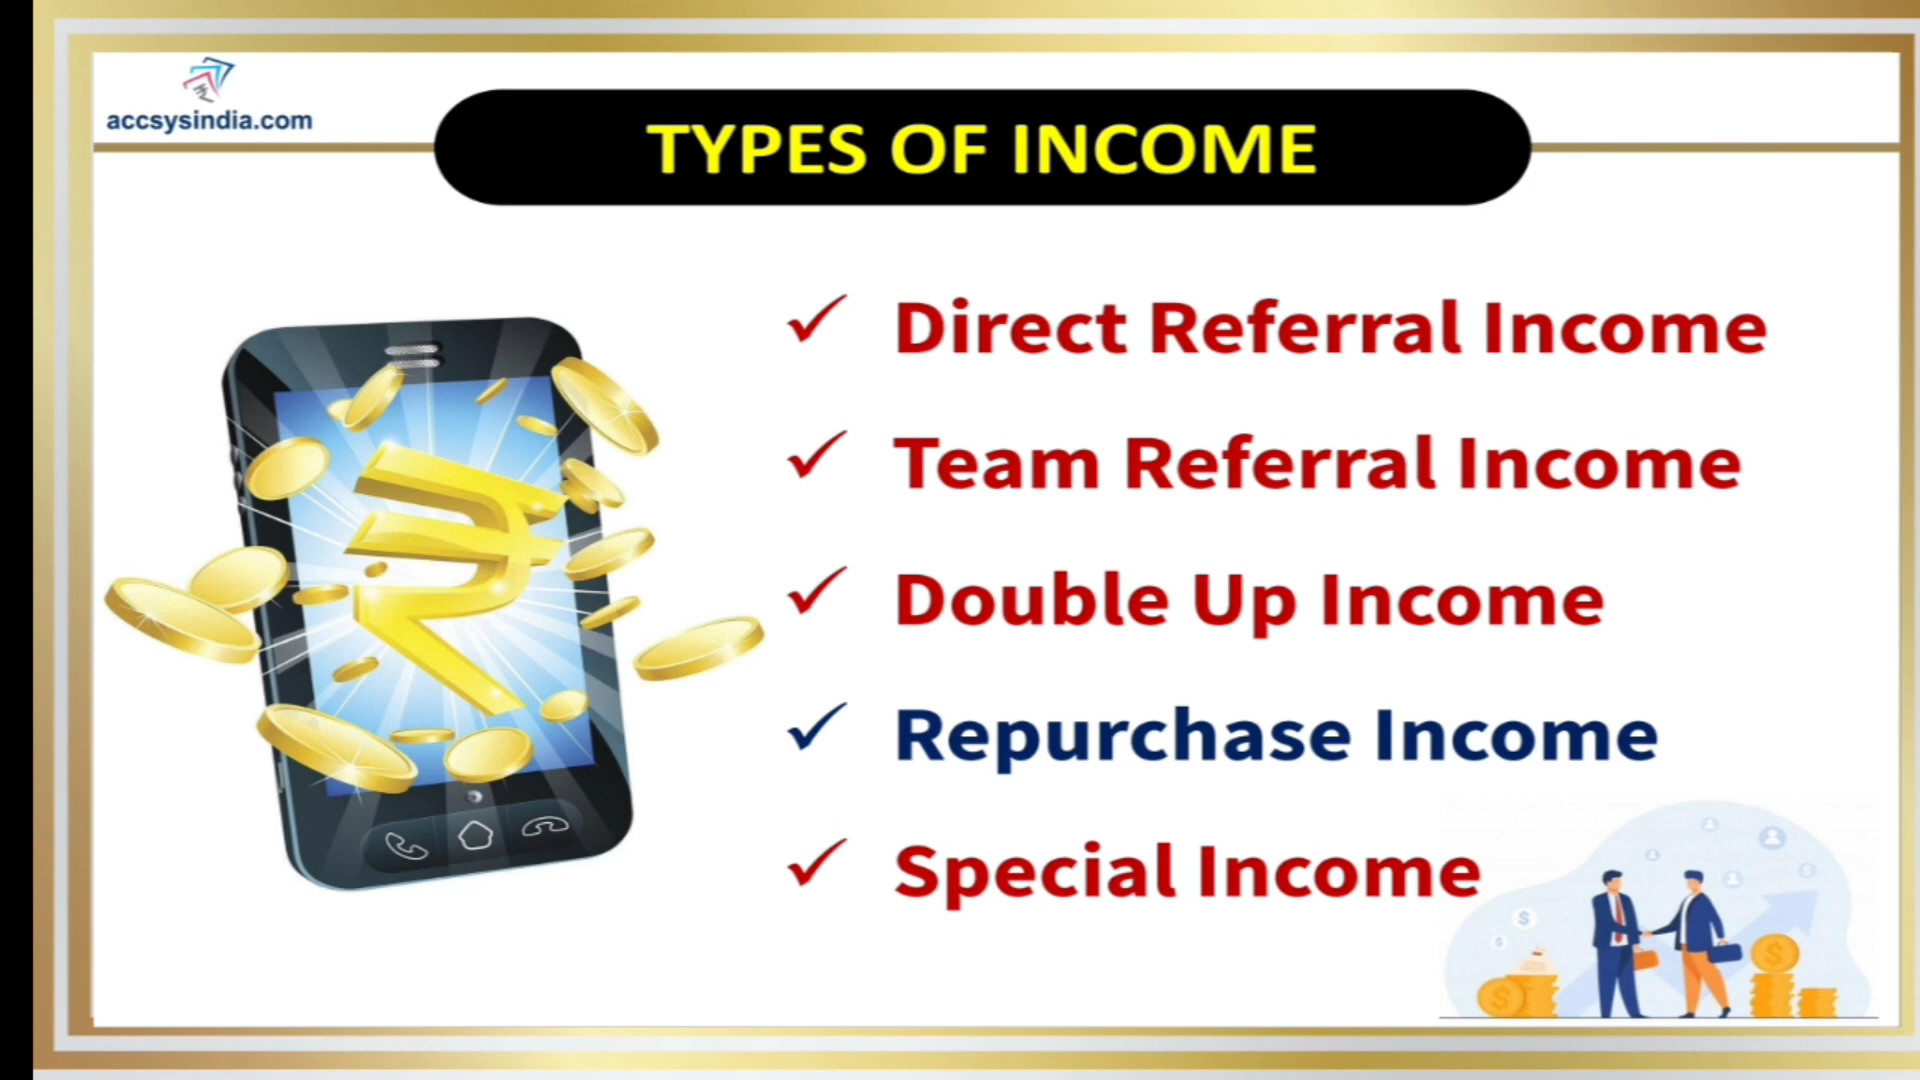 accsysindia.com
TYPES OF INCOME
Direct Referral Income
Team Referral Income
Double Up Income
Repurchase Income
Special Income